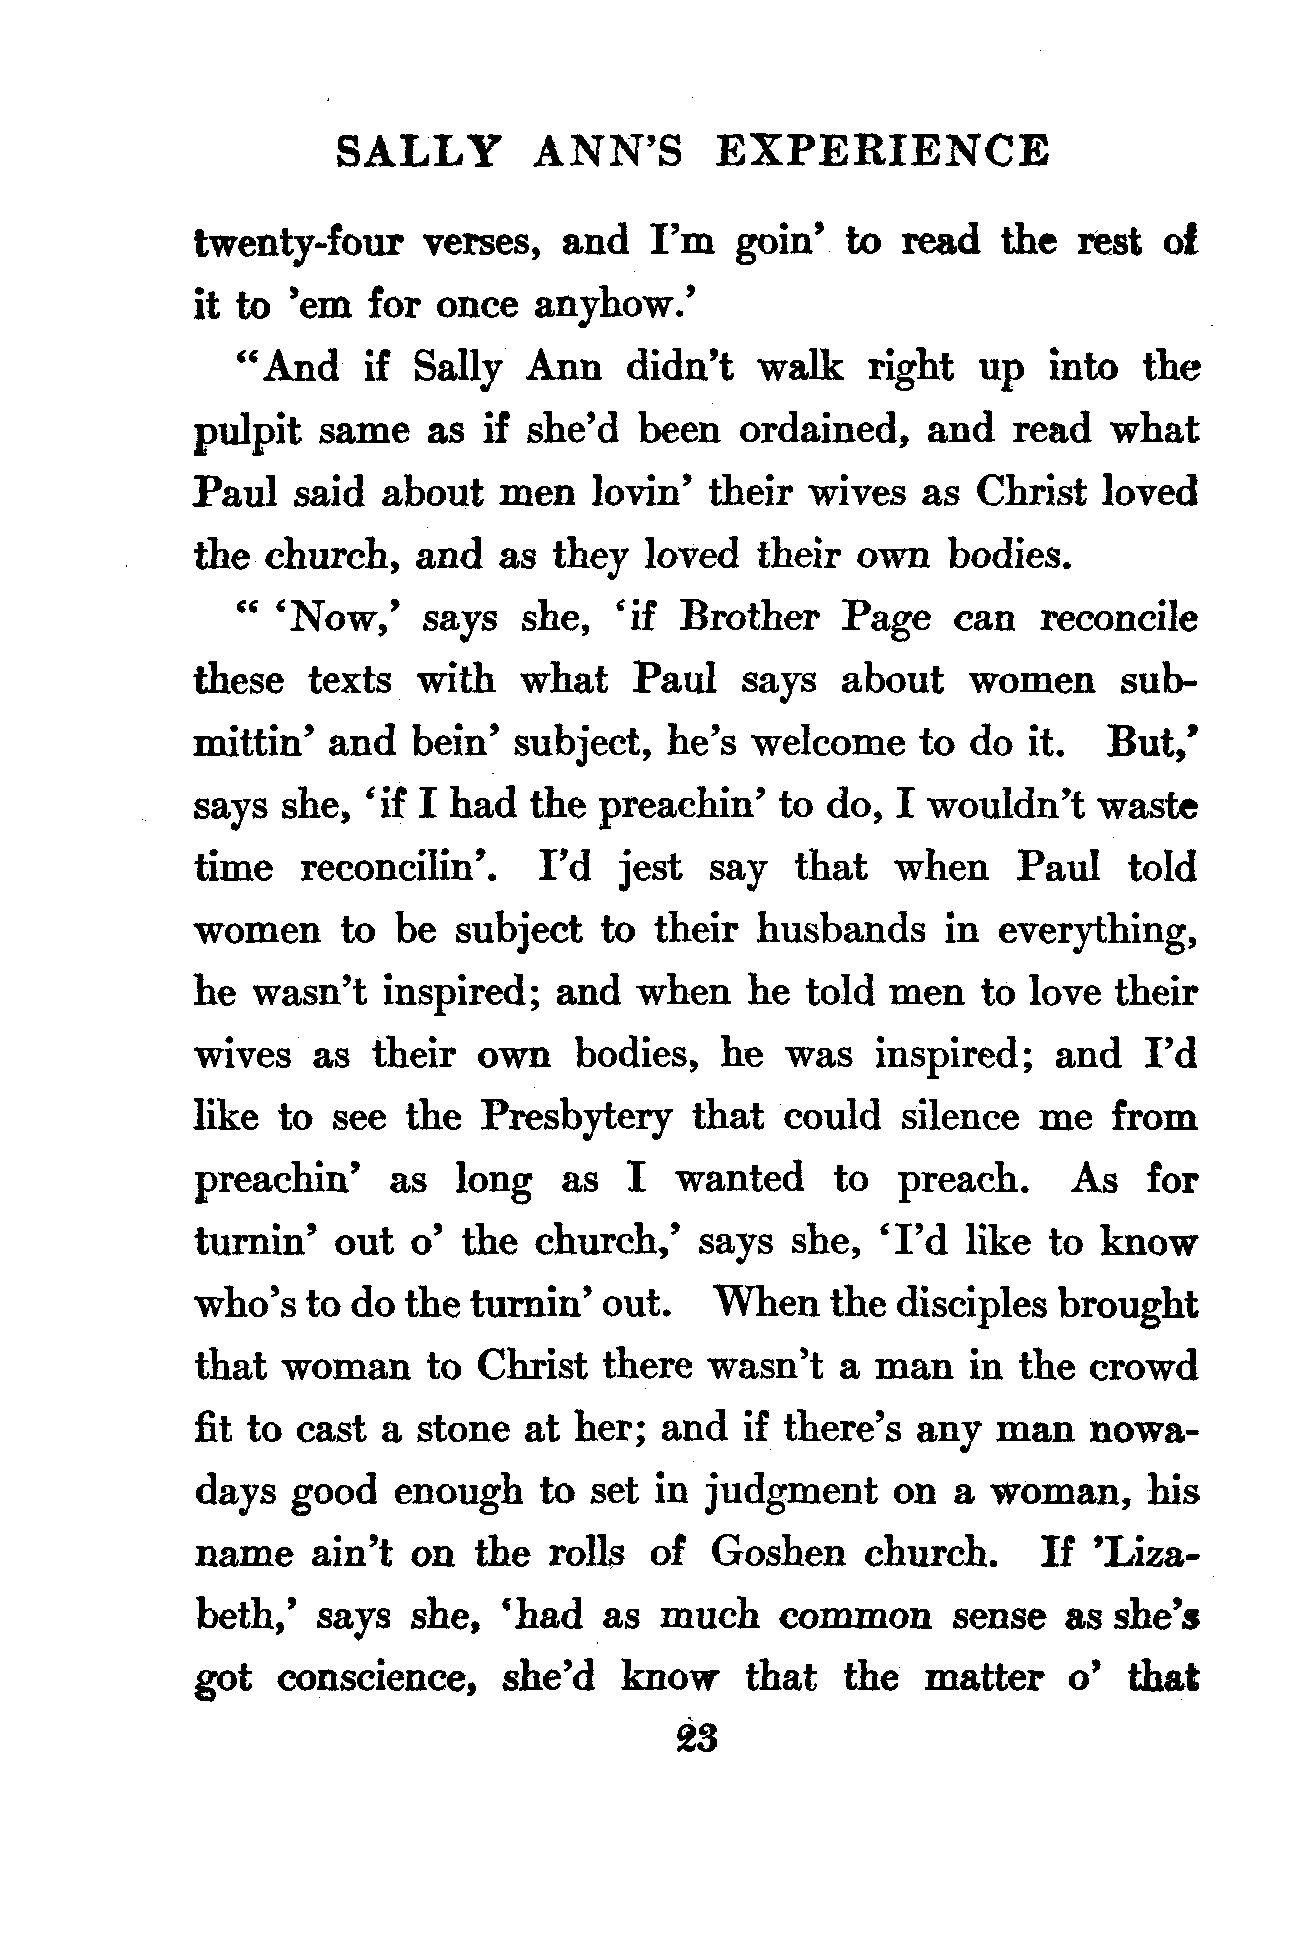 SALLY ANN'S EXPERIENCE
twenty-four verses, and I'm goin' to read the rest of
it to 'em for once anyhow.'
"And if Sally Ann didn't walk right up into the
pulpit same as if she'd been ordained, and read what
Paul said about men lovin' their wives as Christ loved
the church, and as they loved their own bodies.
" 'Now,' says she, 'if Brother Page can reconcile
these texts with what Paul says about women sub-
mittin' and bein' subject, he's welcome to do it. But,'
says she, 'if I had the preachin' to do, I wouldn't waste
time reconcilin'. I'd jest say that when Paul told
women to be subject to their husbands in everything,
he wasn't inspired; and when he told men to love their
wives as their own bodies, he was inspired; and I'd
like to see the Presbytery that could silence me from
preachin' as long as I wanted to preach. As for
turnin' out o' the church,' says she, 'I'd like to know
who's to do the turnin' out. When the disciples brought
that woman to Christ there wasn't a man in the crowd
fit to cast a stone at her; and if there's any man nowa-
days good enough to set in judgment on a woman, his
name ain't on the rolls of Goshen church. If 'Liza-
beth,' says she, 'had as much common sense as she's
got conscience, she'd know that the matter o' that
23